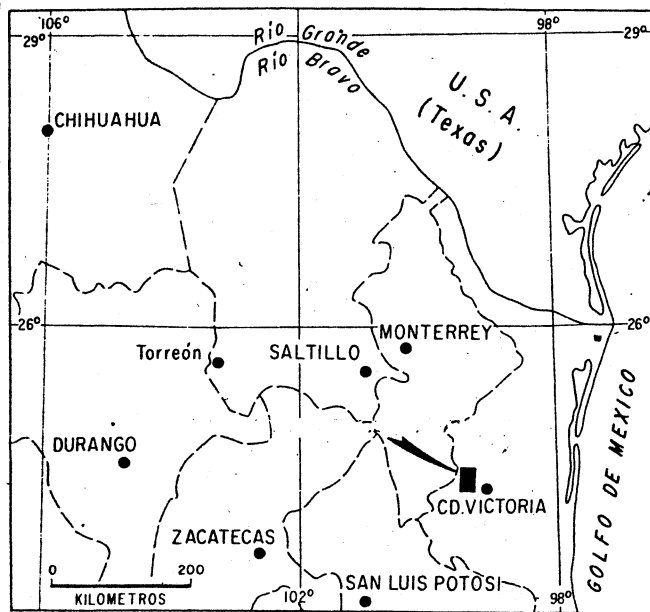 106°
98°
29°
29°
Río Grande
Río Bravo
U. S. A.
(Texas)
CHIHUAHUA
26°
26°
MONTERREY
Torreón
SALTILLO
GOLFO DE MEXICO
DURANGO
CD. VICTORIA
ZACATECAS
0 200
KILOMETROS
102°
SAN LUIS POTOSI
98°